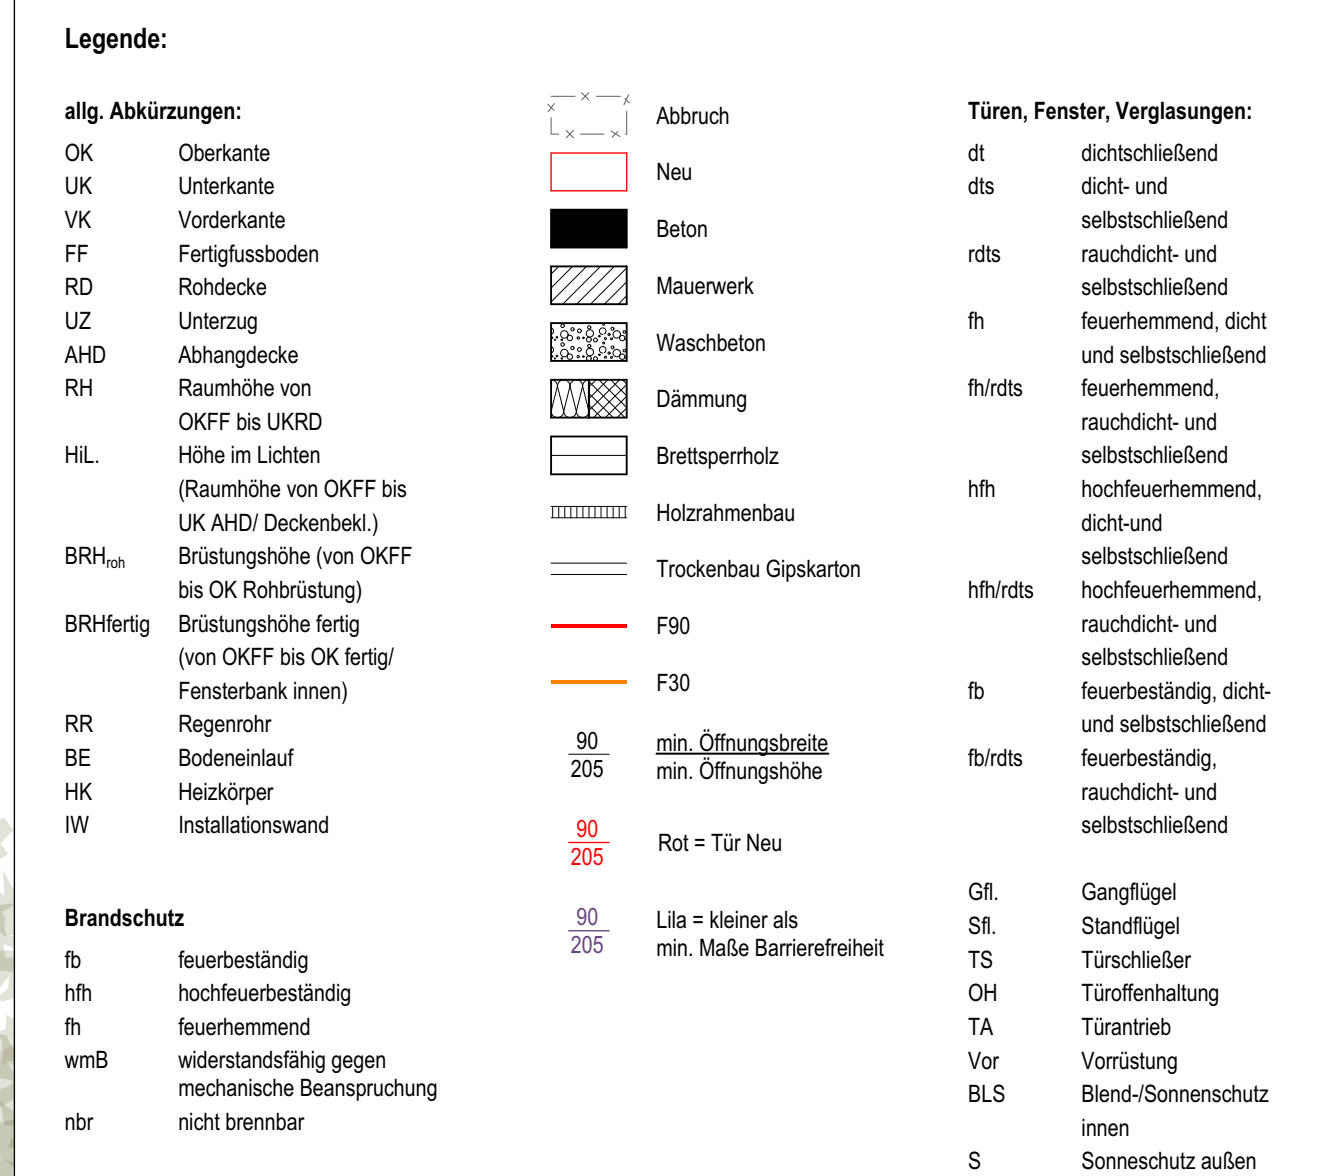 Legende:
allg. Abkürzungen:
OK Oberkante
UK Unterkante
VK Vorderkante
FF Fertigfussboden
RD Rohdecke
UZ Unterzug
AHD Abhangdecke
RH Raumhöhe von
OKFF bis UKRD
HiL. Höhe im Lichten
(Raumhöhe von OKFF bis
UK AHD/ Deckenbekl.)
BRHroh Brüstungshöhe (von OKFF
bis OK Rohbrüstung)
BRHfertig Brüstungshöhe fertig
(von OKFF bis OK fertig/
Fensterbank innen)
RR Regenrohr
BE Bodeneinlauf
HK Heizkörper
IW Installationswand
Brandschutz
fb feuerbeständig
hfh hochfeuerbeständig
fh feuerhemmend
wmB widerstandsfähig gegen
mechanische Beanspruchung
nbr nicht brennbar
Abbruch
Neu
Beton
Mauerwerk
Waschbeton
Dämmung
Brettsperrholz
Holzrahmenbau
Trockenbau Gipskarton
F90
F30
90 min. Öffnungsbreite
205 min. Öffnungshöhe
90
205
Rot = Tür Neu
90 Lila = kleiner als
205 min. Maße Barrierefreiheit
Türen, Fenster, Verglasungen:
dt dichtschließend
dts dicht- und
selbstschließend
rdts rauchdicht- und
selbstschließend
fh feuerhemmend, dicht
und selbstschließend
fh/rdts feuerhemmend,
rauchdicht- und
selbstschließend
hfh hochfeuerhemmend,
dicht-und
selbstschließend
hfh/rdts hochfeuerhemmend,
rauchdicht- und
selbstschließend
fb feuerbeständig, dicht-
und selbstschließend
fb/rdts feuerbeständig,
rauchdicht- und
selbstschließend
Gfl. Gangflügel
Sfl. Standflügel
TS Türschließer
OH Türoffenhaltung
TA Türantrieb
Vor Vorrüstung
BLS Blend-/Sonnenschutz
innen
S Sonneschutz außen